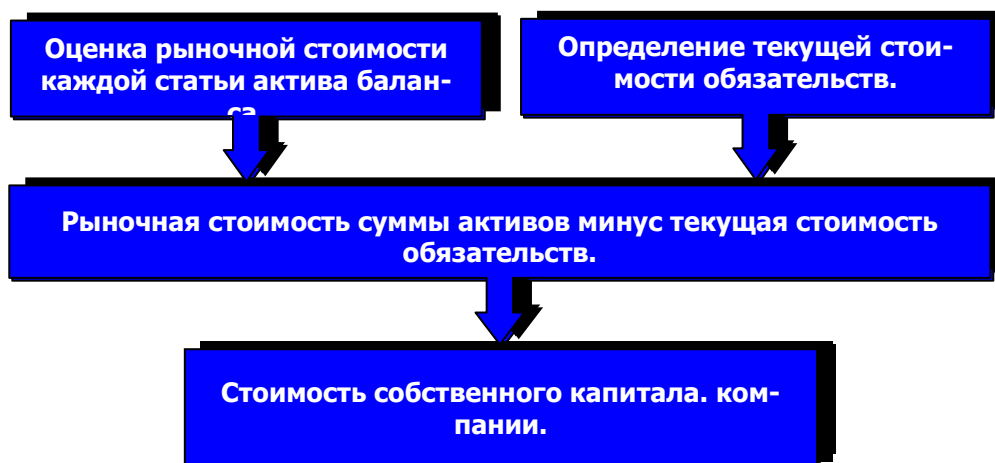 Оценка рыночной стоимости
каждой статьи актива балан-
са
Определение текущей стои-
мости обязательств.
Рыночная стоимость суммы активов минус текущая стоимость
обязательств.
Стоимость собственного капитала. ком-
пании.